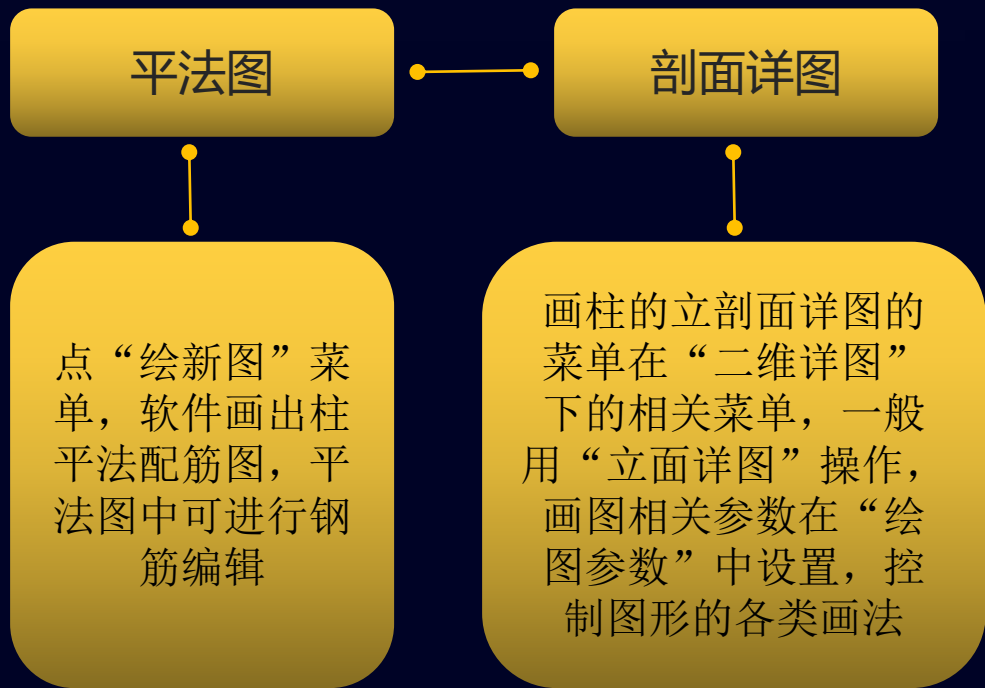 平法图
剖面详图
点“绘新图”菜
单，软件画出柱
平法配筋图，平
法图中可进行钢
筋编辑
画柱的立剖面详图的
菜单在“二维详图”
下的相关菜单，一般
用“立面详图”操作，
画图相关参数在“绘
图参数”中设置，控
制图形的各类画法